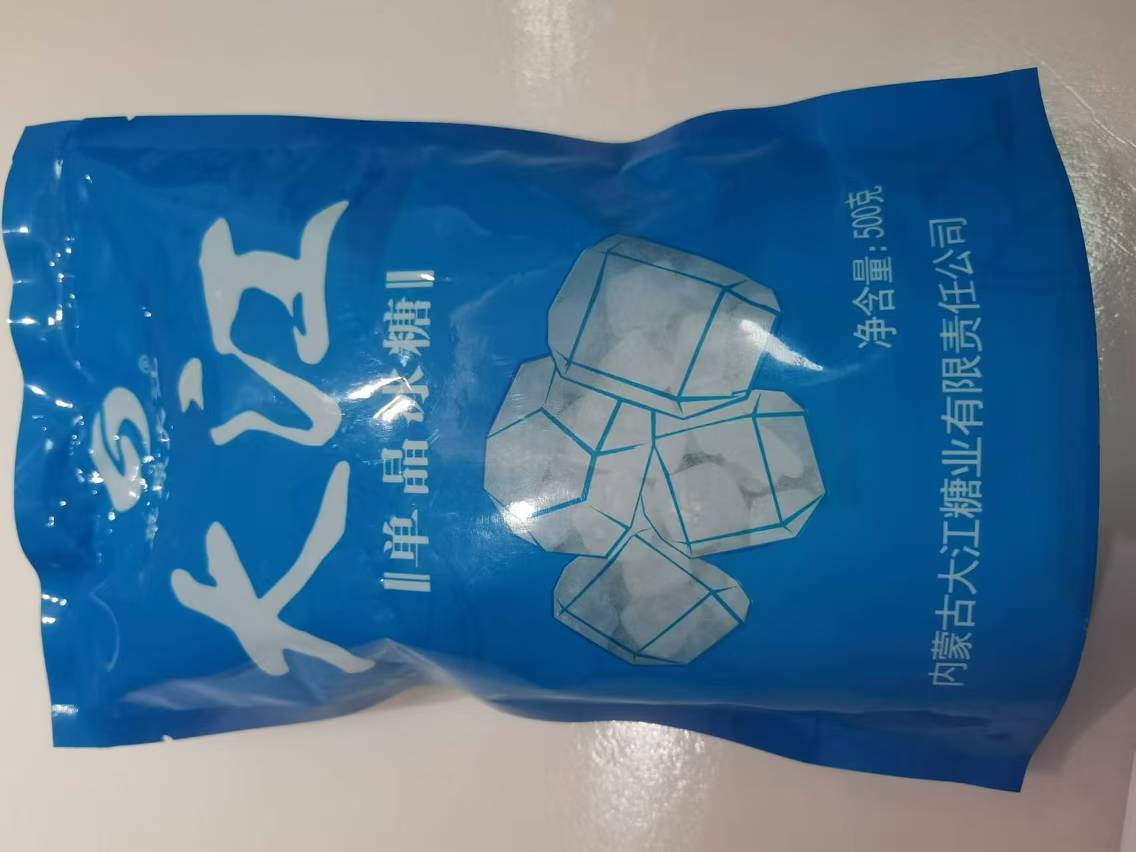 大江
单晶冰糖
净含量:500克
内蒙古大江糖业有限责任公司